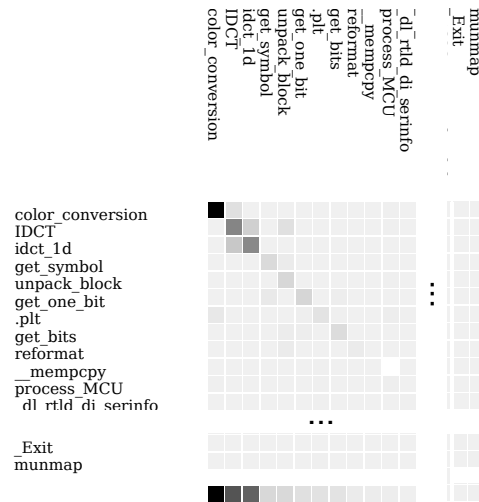 color_conversion
IDCT
idct_1d
get_symbol
unpack_block
get_one_bit
.plt
get_bits
reformat
__mempcpy
process_MCU
_dl_rtld_di_serinfo
_Exit
munmap
color_conversion
IDCT
idct_1d
get_symbol
unpack_block
get_one_bit
.plt
get_bits
reformat
__mempcpy
process_MCU
_dl_rtld_di_serinfo
...
...
_Exit
munmap